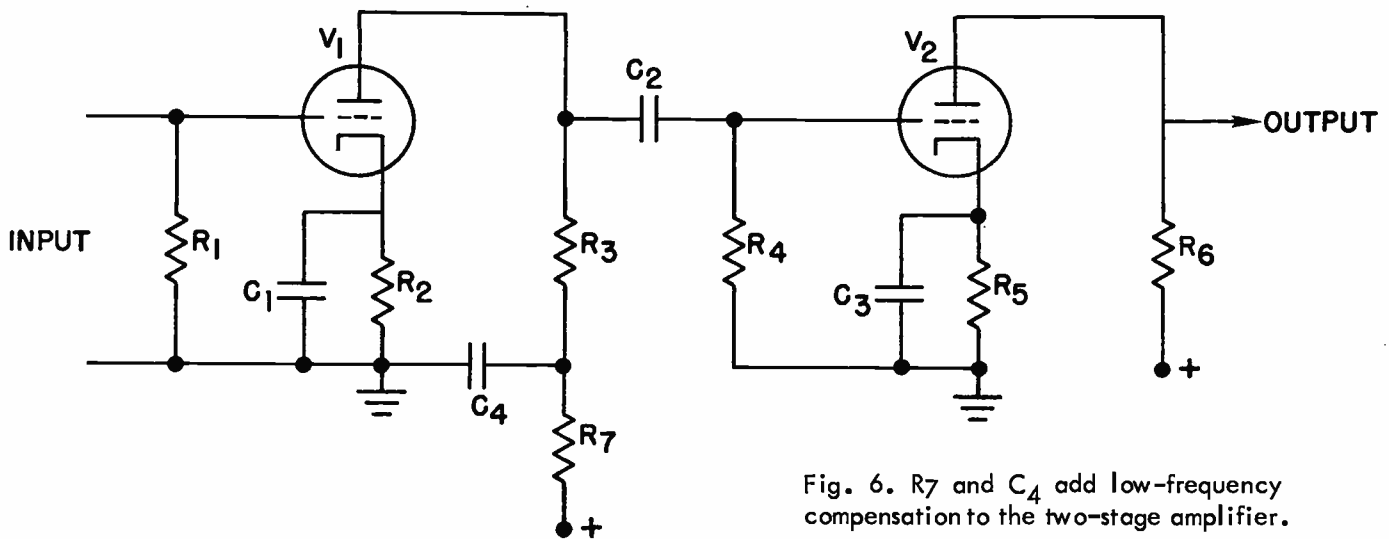 V1
V2
C2
OUTPUT
INPUT
R1
C1
R2
R3
R4
C3
R5
R6
C4
R7
+
+
Fig. 6. R7 and C4 add low-frequency
compensation to the two-stage amplifier.